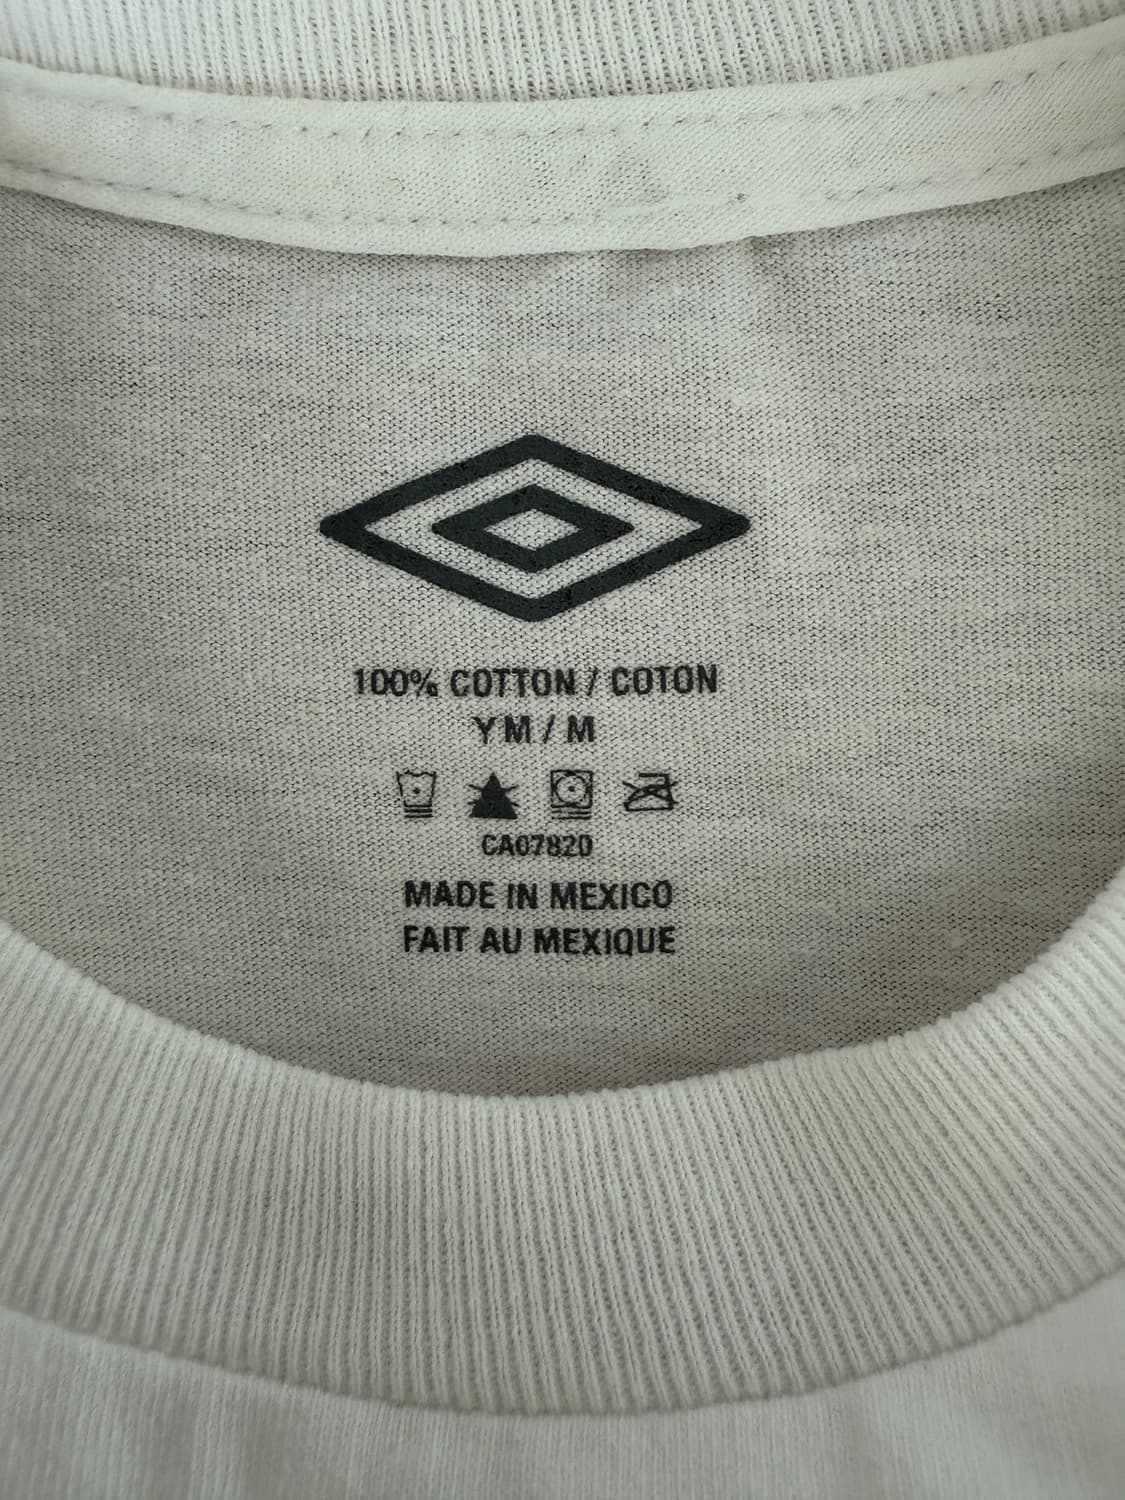 100% COTTON / COTON
YM / M
CA07820
MADE IN MEXICO
FAIT AU MEXIQUE